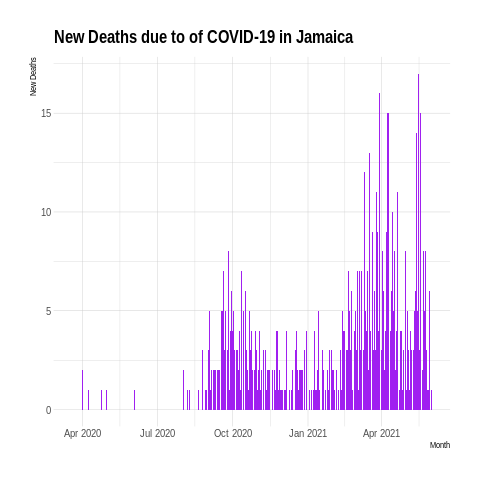 New Deaths due to of COVID-19 in Jamaica
New Deaths
15
10
5
0
Apr 2020 Jul 2020 Oct 2020 Jan 2021 Apr 2021
Month